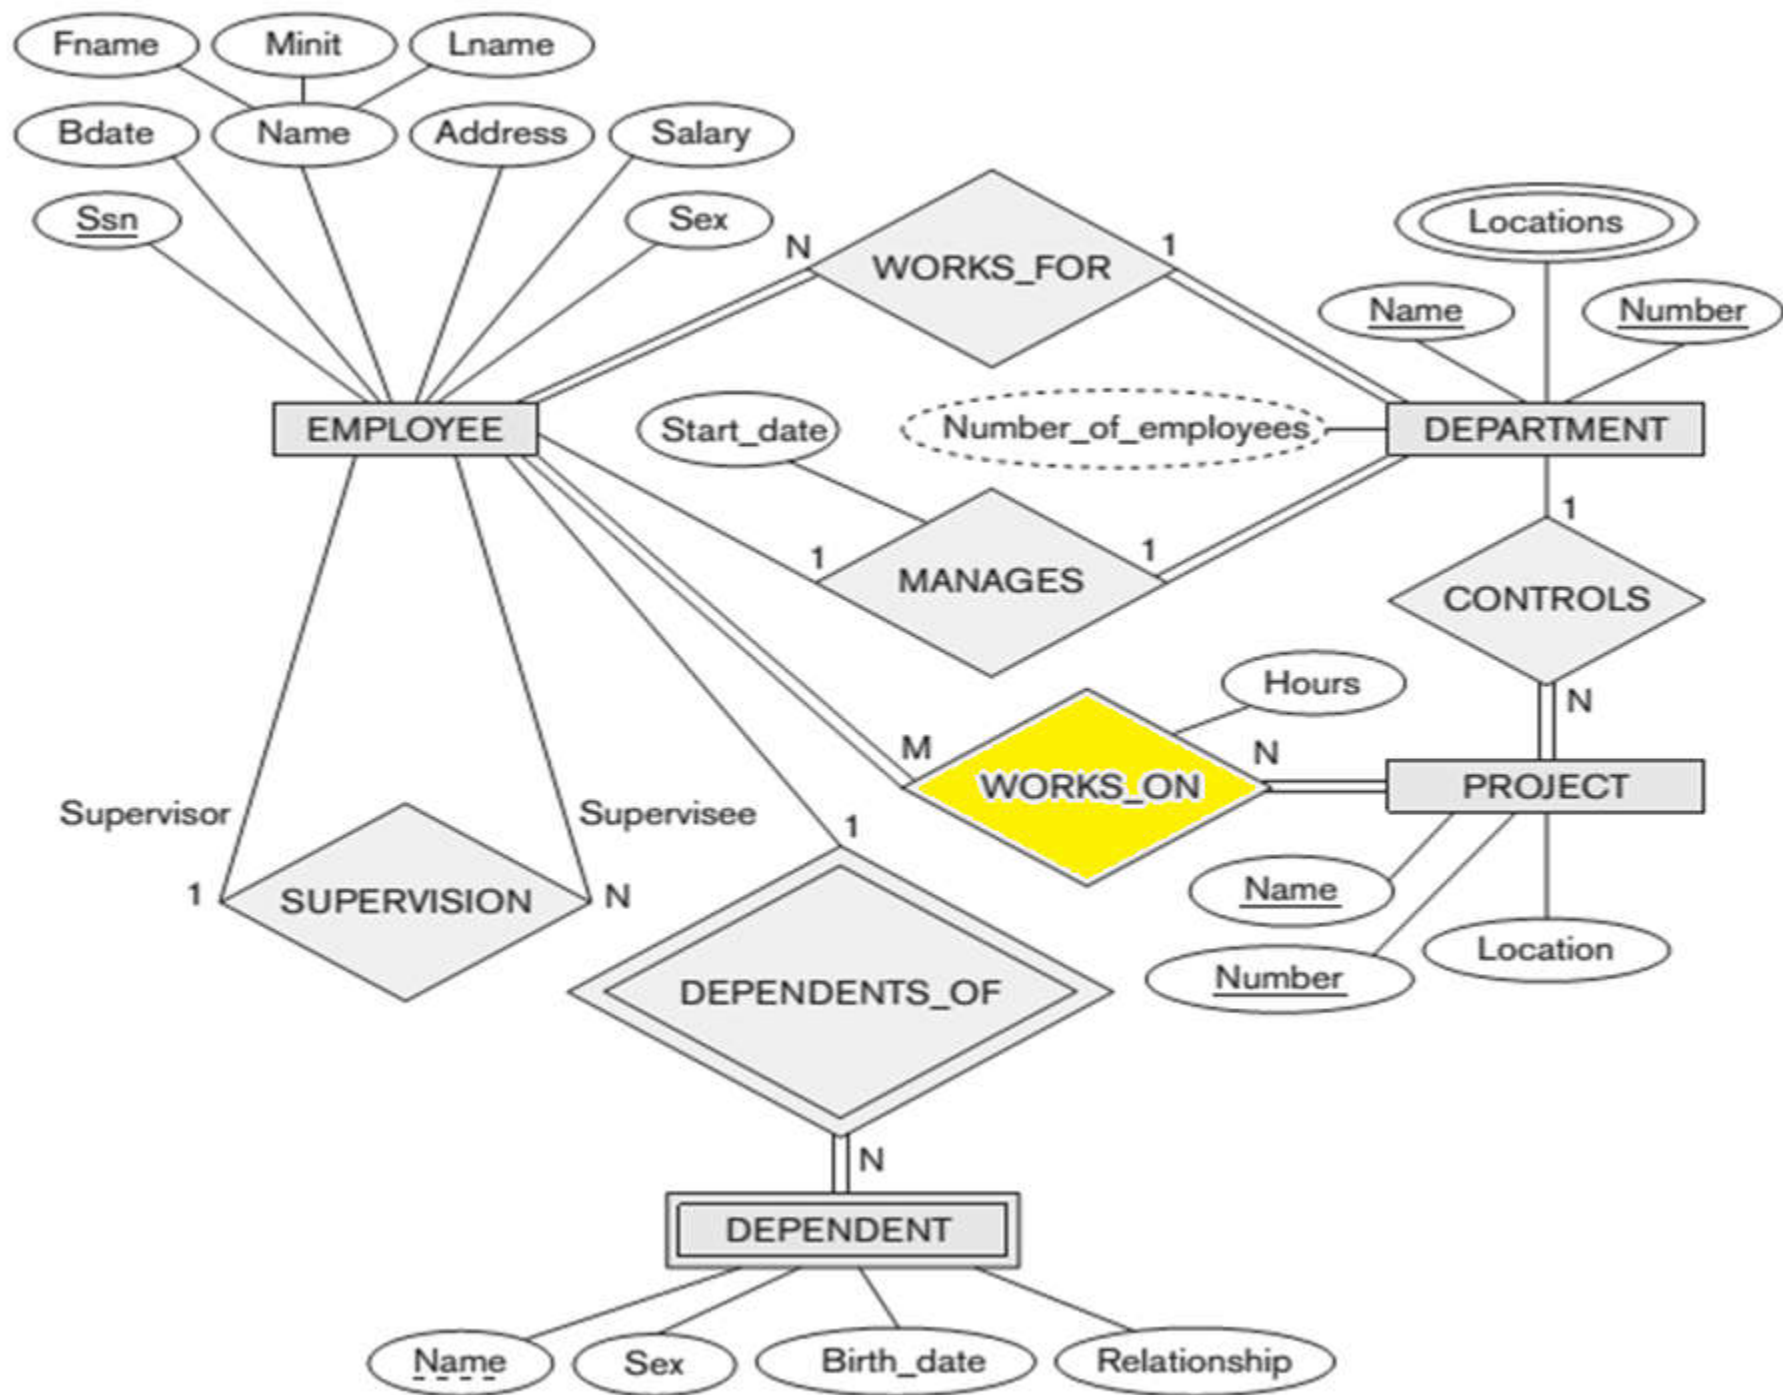 Fname
Minit
Lname
Bdate
Name
Address
Salary
Ssn
Sex
N
WORKS_FOR
1
Locations
Name
Number
EMPLOYEE
Start_date
Number_of_employees
DEPARTMENT
1
MANAGES
1
1
CONTROLS
N
Hours
M
WORKS_ON
N
PROJECT
Supervisor
Supervisee
1
SUPERVISION
N
1
Name
Number
Location
DEPENDENTS_OF
N
DEPENDENT
Name
Sex
Birth_date
Relationship